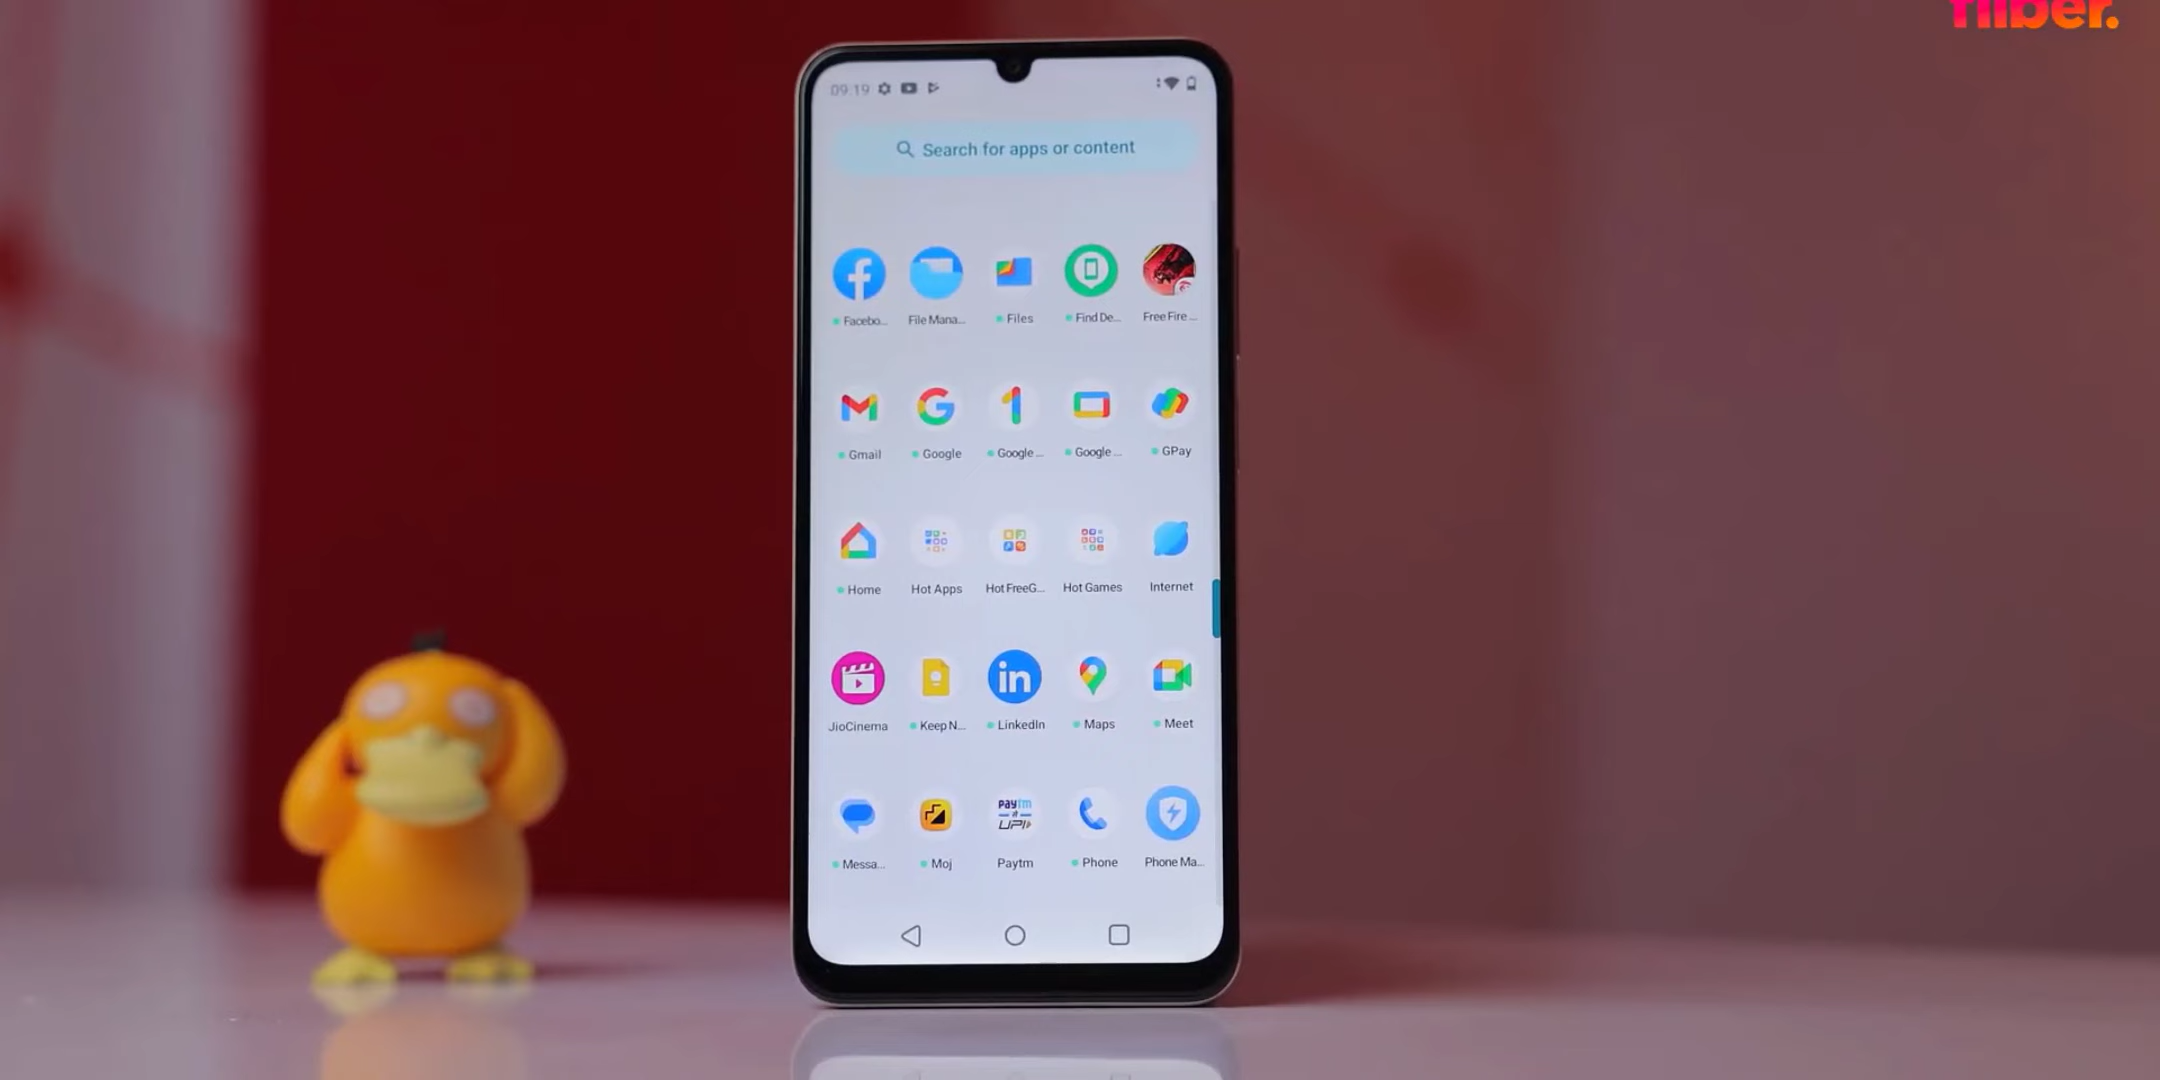 fliber.
09:19
Search for apps or content
Facebo... File Mana... Files Find De... Free Fire ...
Gmail Google Google ... Google ... GPay
Home Hot Apps Hot FreeG... Hot Games Internet
in
JioCinema Keep N... LinkedIn Maps Meet
paytm
UPI
Messa... Moj Paytm Phone Phone Ma...